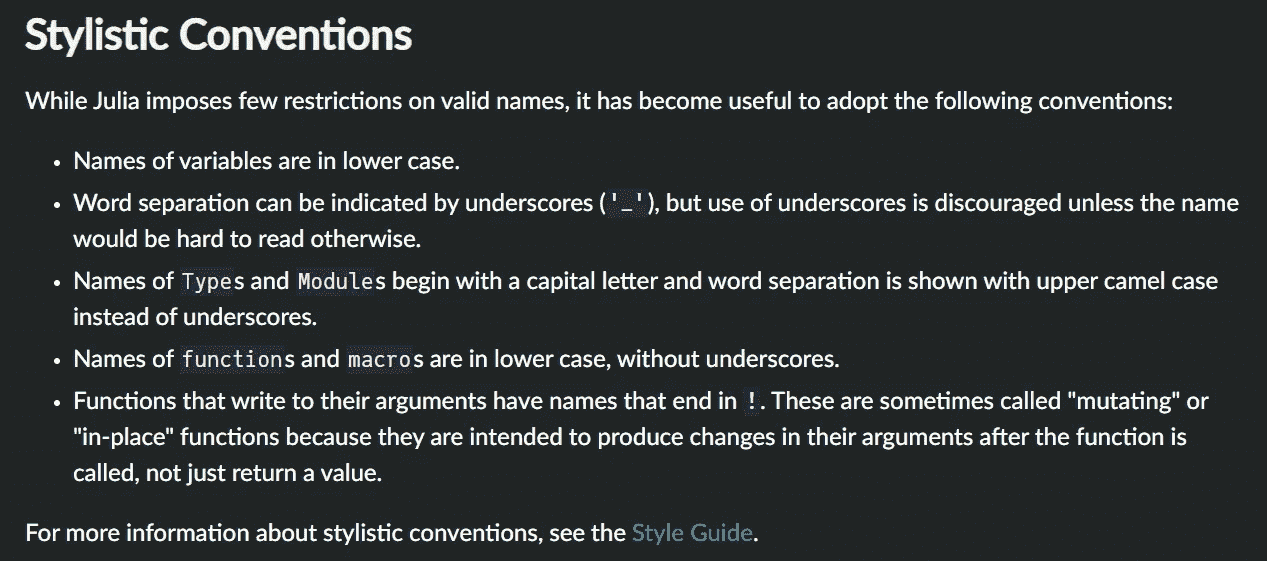 Stylistic Conventions
While Julia imposes few restrictions on valid names, it has become useful to adopt the following conventions:
• Names of variables are in lower case.
• Word separation can be indicated by underscores ('_'), but use of underscores is discouraged unless the name
would be hard to read otherwise.
• Names of Types and Modules begin with a capital letter and word separation is shown with upper camel case
instead of underscores.
• Names of functions and macros are in lower case, without underscores.
• Functions that write to their arguments have names that end in !. These are sometimes called "mutating" or
"in-place" functions because they are intended to produce changes in their arguments after the function is
called, not just return a value.
For more information about stylistic conventions, see the Style Guide.